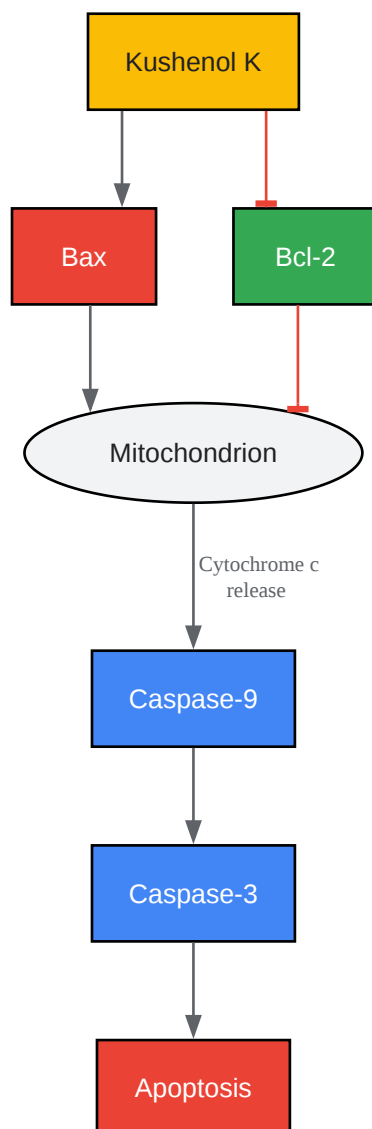 Kushenol K
Bax
Bcl-2
Mitochondrion
Cytochrome c
release
Caspase-9
Caspase-3
Apoptosis